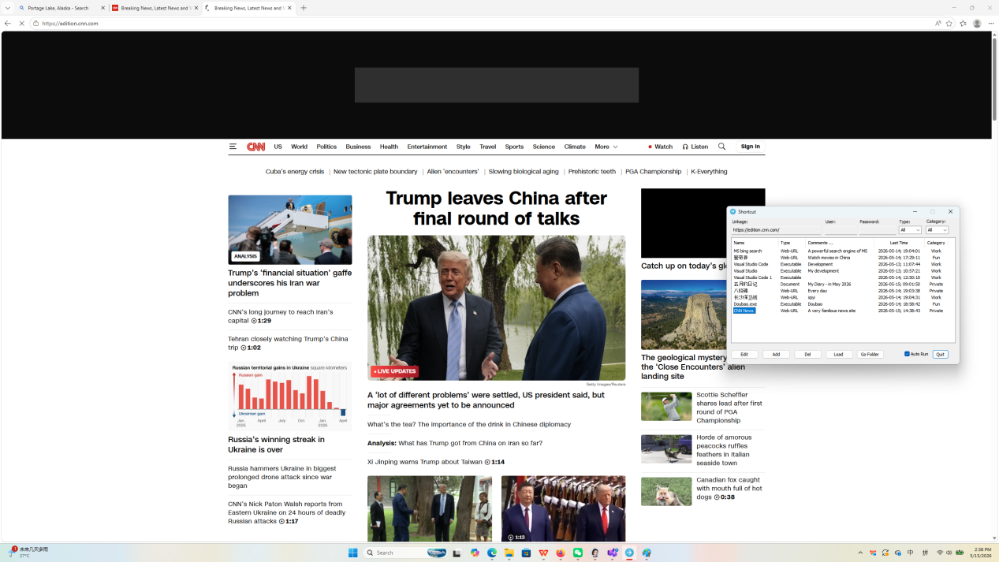 Portage Lake, Alaska - Search
Breaking News, Latest News and V
Breaking News, Latest News and V
https://edition.cnn.com
CNN
US
World
Politics
Business
Health
Entertainment
Style
Travel
Sports
Science
Climate
More
Watch
Listen
Sign in
Cuba's energy crisis
New tectonic plate boundary
Alien 'encounters'
Slowing biological aging
Prehistoric teeth
PGA Championship
K-Everything
ANALYSIS
Trump's 'financial situation' gaffe
underscores his Iran war
problem
CNN's long journey to reach Iran's
capital 1:29
Tehran closely watching Trump's China
trip 1:02
Russian territorial gains in Ukraine square kilometers
Russian gain
Ukrainian gain
Jan. April July Oct. Jan. April
2025 2026
Russia's winning streak in
Ukraine is over
Russia hammers Ukraine in biggest
prolonged drone attack since war
began
CNN's Nick Paton Walsh reports from
Eastern Ukraine on 24 hours of deadly
Russian attacks 1:17
Trump leaves China after
final round of talks
LIVE UPDATES
Getty Images/Reuters
A 'lot of different problems' were settled, US president said, but
major agreements yet to be announced
What's the tea? The importance of the drink in Chinese diplomacy
Analysis: What has Trump got from China on Iran so far?
Xi Jinping warns Trump about Taiwan 1:14
1:13
Catch up on today's gl
The geological mystery
the 'Close Encounters' alien
landing site
Scottie Scheffler
shares lead after first
round of PGA
Championship
Horde of amorous
peacocks ruffles
feathers in Italian
seaside town
Canadian fox caught
with mouth full of hot
dogs 0:38
Shortcut
Linkage: User: Password: Type: Category:
https://edition.cnn.com/ All All
Name Type Comments .... Last Time Category
MS bing search Web-URL A powerful search engine of MS 2026-05-14; 19:04:01 Work
爱奇异 Web-URL Watch movies in China 2026-05-14; 17:29:11 Fun
Visual Studio Code Executable Development 2026-05-13; 11:07:44 Work
Visual Studio Executable My development 2026-05-13; 10:57:21 Work
Visual Studio Code 1 Executable 2026-05-14; 12:50:10 Work
五月的日记 Document My Diary - in May 2026 2026-05-15; 09:01:50 Private
八段锦 Web-URL Every day 2026-05-14; 19:03:38 Private
长沙保卫战 Web-URL iqiyi 2026-05-14; 19:04:31 Work
Doubao.exe Executable Doubao 2026-05-14; 18:58:42 Fun
CNN News Web-URL A very familous news site 2026-05-15; 14:38:43 Private
Edit
Add
Del
Load
Go Folder
Auto Run
Quit
1
未来几天多雨
27°C
Search
中
拼
2:38 PM
5/15/2026